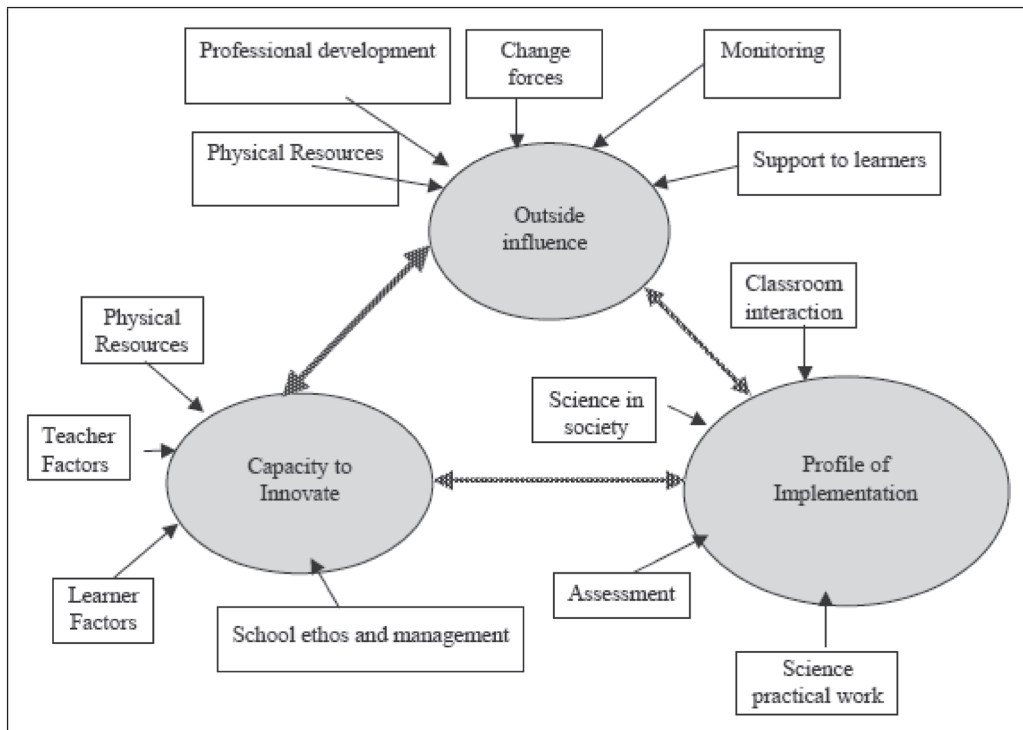 Professional development
Change
forces
Monitoring
Physical Resources
Support to learners
Outside
influence
Classroom
interaction
Physical
Resources
Science in
society
Teacher
Factors
Capacity to
Innovate
Profile of
Implementation
Learner
Factors
School ethos and management
Assessment
Science
practical work